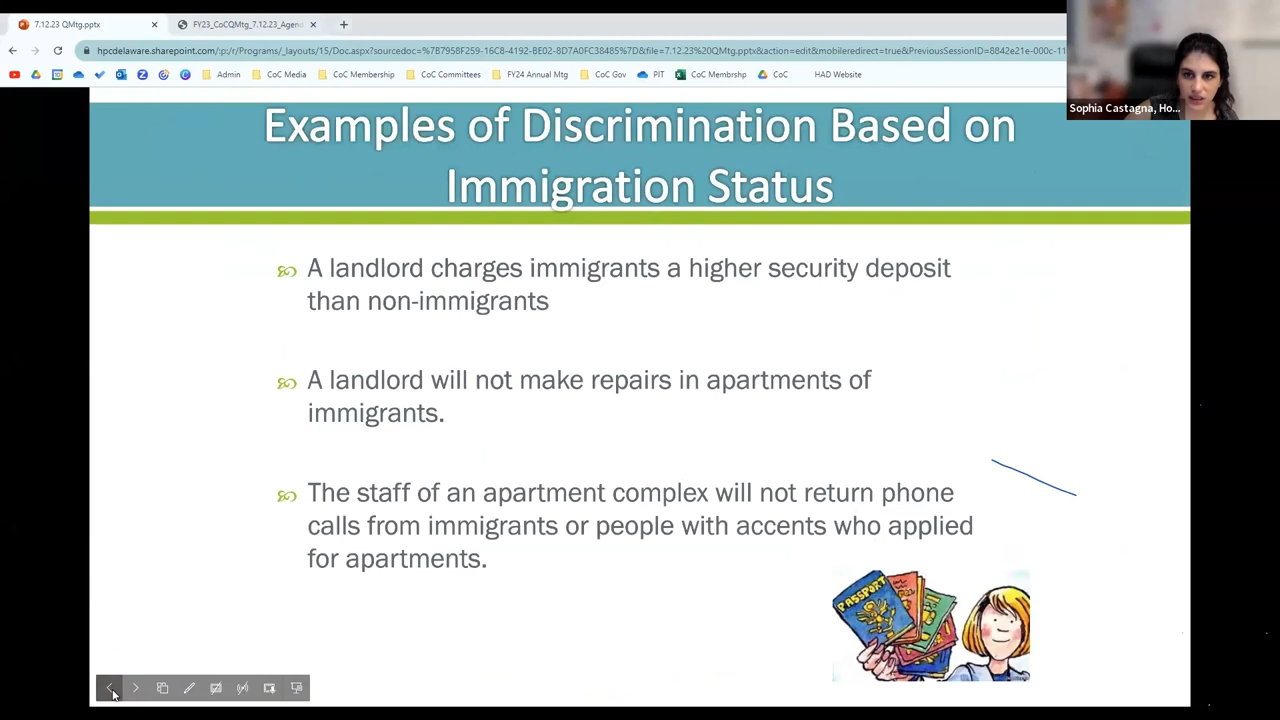 7.12.23 QMtg.pptx
FY23_CoCQMtg_7.12.23_Agend
hpcdelaware.sharepoint.com/:p:/r/Programs/_layouts/15/Doc.aspx?sourcedoc=%7B7958F259-16C8-4192-BE02-8D7A0FC38485%7D&file=7.12.23%20QMtg.pptx&action=edit&mobileredirect=true&PreviousSessionID=8842e21e-000c-11
Admin CoC Media CoC Membership CoC Committees FY24 Annual Mtg CoC Gov PIT CoC Membrshp CoC HAD Website
Sophia Castagna, Ho...
Examples of Discrimination Based on
Immigration Status
A landlord charges immigrants a higher security deposit
than non-immigrants
A landlord will not make repairs in apartments of
immigrants.
The staff of an apartment complex will not return phone
calls from immigrants or people with accents who applied
for apartments.
PASSPORT